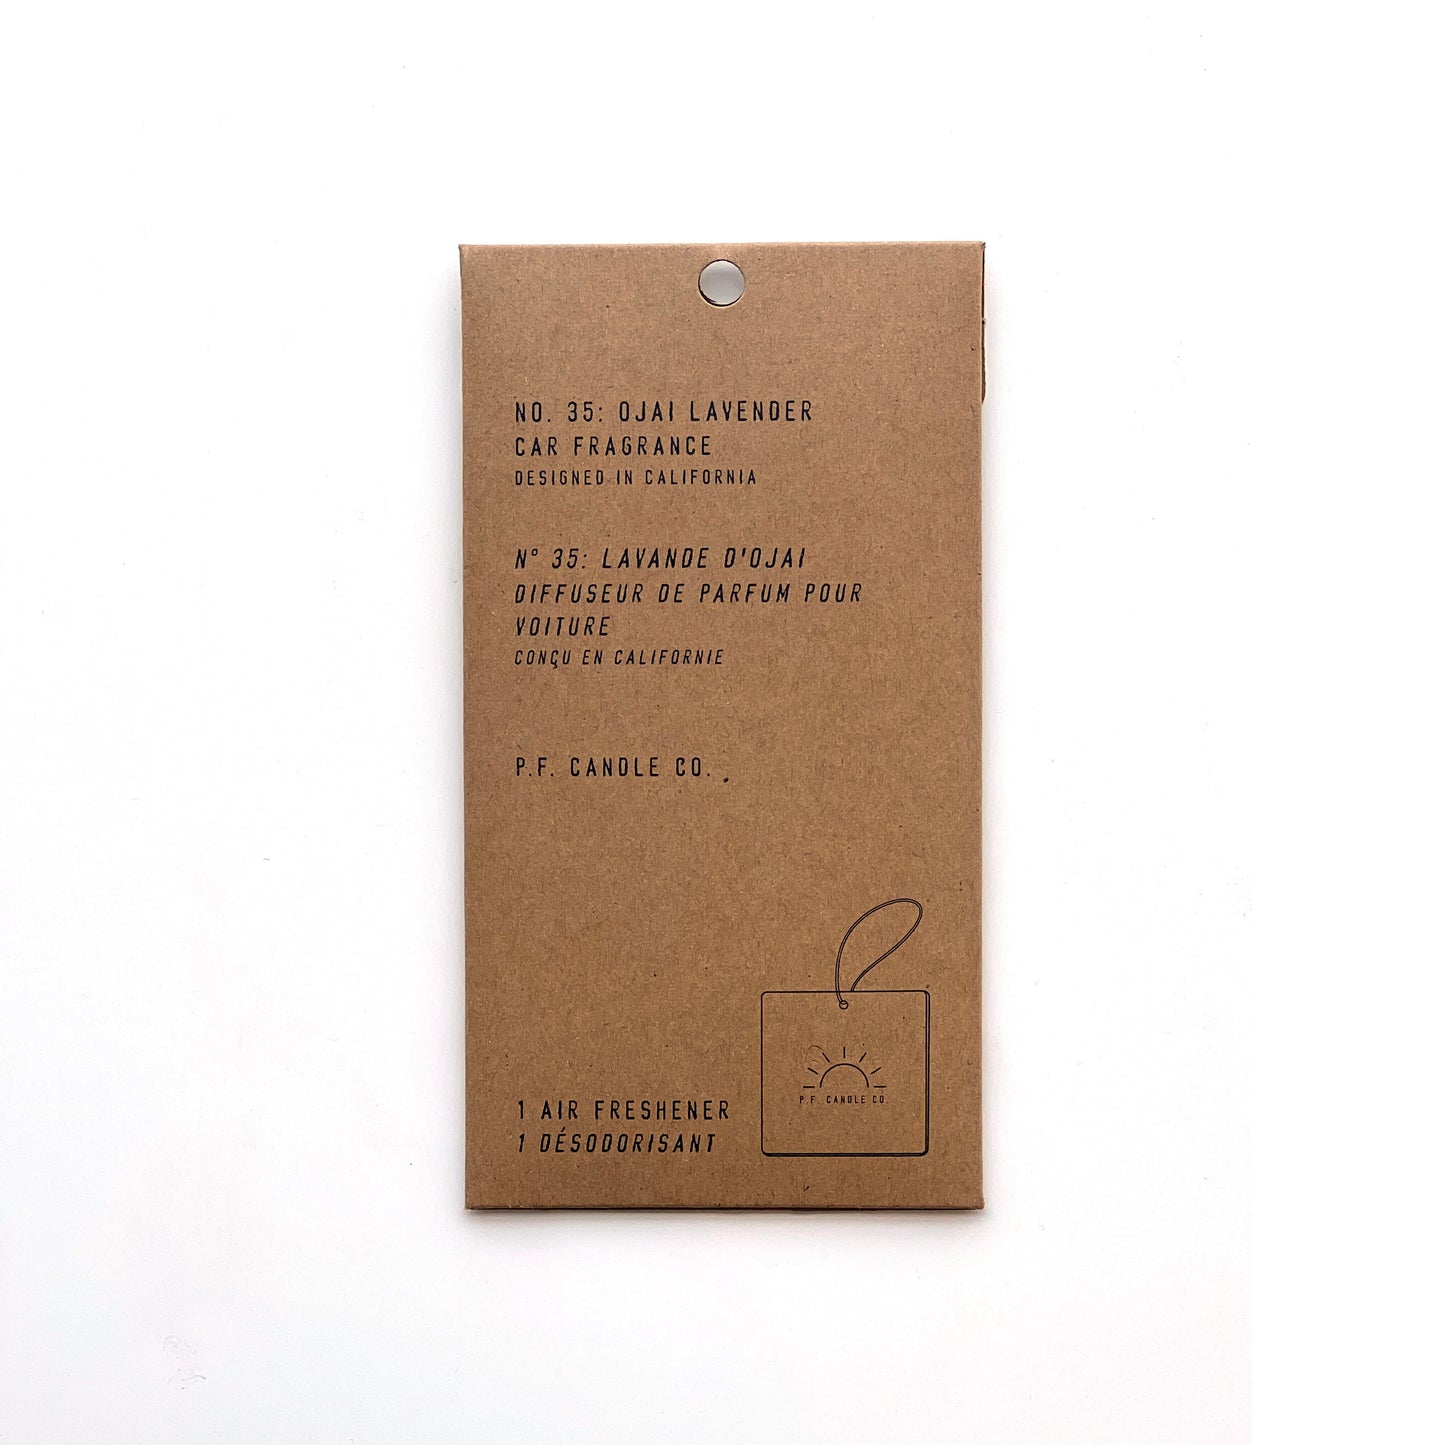 NO. 35: OJAI LAVENDER
CAR FRAGRANCE
DESIGNED IN CALIFORNIA
N° 35: LAVANDE D'OJAI
DIFFUSEUR DE PARFUM POUR
VOITURE
CONÇU EN CALIFORNIE
P.F. CANDLE CO.
P.F. CANDLE CO.
1 AIR FRESHENER
1 DÉSODORISANT